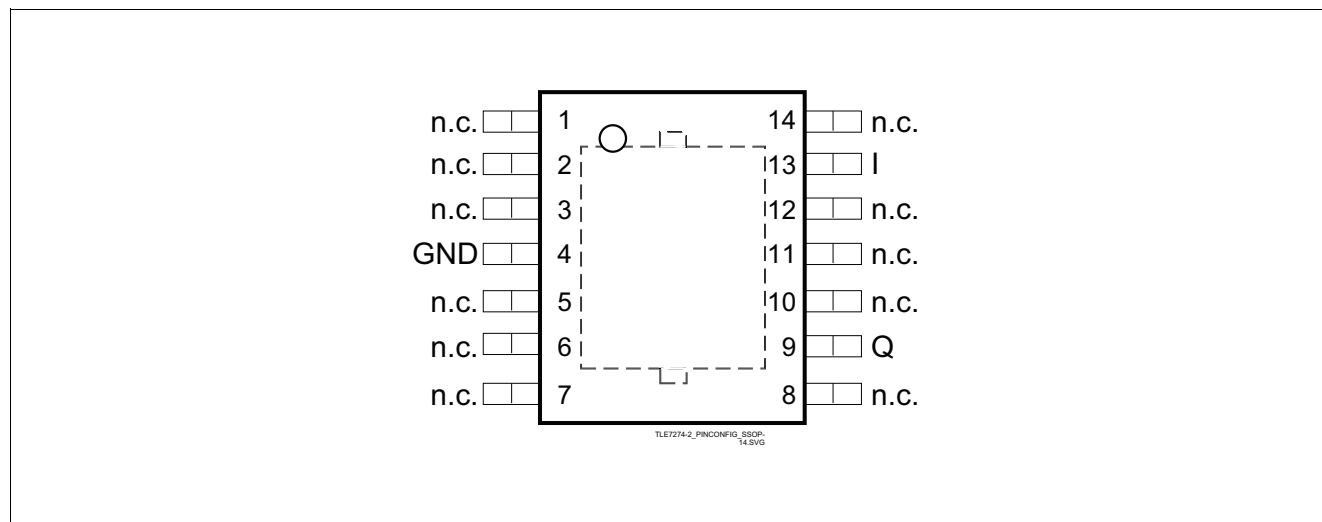 n.c. 1 14 n.c.
n.c. 2 13 I
n.c. 3 12 n.c.
GND 4 11 n.c.
n.c. 5 10 n.c.
n.c. 6 9 Q
n.c. 7 8 n.c.
TLE7274-2_PINCONFIG_SSOP-
14.SVG